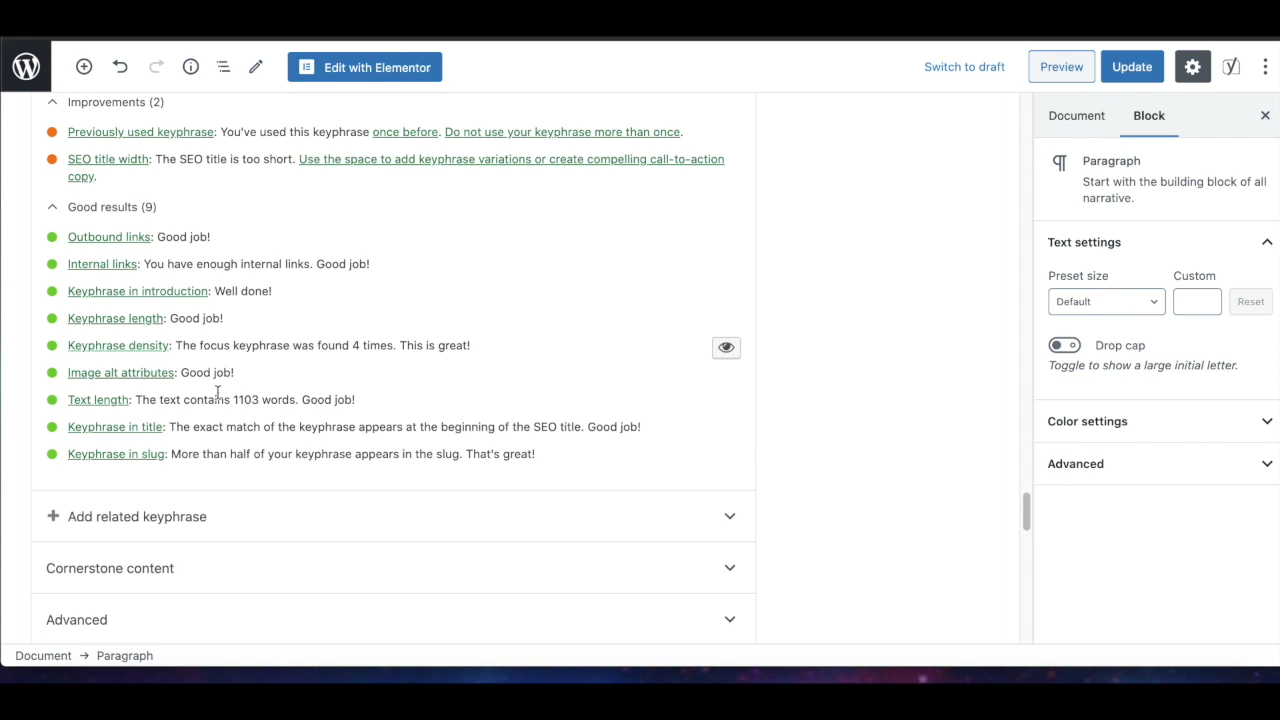 Edit with Elementor
Switch to draft
Preview
Update
Improvements (2)
Previously used keyphrase: You've used this keyphrase once before. Do not use your keyphrase more than once.
SEO title width: The SEO title is too short. Use the space to add keyphrase variations or create compelling call-to-action
copy.
Good results (9)
Outbound links: Good job!
Internal links: You have enough internal links. Good job!
Keyphrase in introduction: Well done!
Keyphrase length: Good job!
Keyphrase density: The focus keyphrase was found 4 times. This is great!
Image alt attributes: Good job!
Text length: The text contains 1103 words. Good job!
Keyphrase in title: The exact match of the keyphrase appears at the beginning of the SEO title. Good job!
Keyphrase in slug: More than half of your keyphrase appears in the slug. That's great!
Add related keyphrase
Cornerstone content
Advanced
Document → Paragraph
Document
Block
Paragraph
Start with the building block of all
narrative.
Text settings
Preset size
Custom
Default
Reset
Drop cap
Toggle to show a large initial letter.
Color settings
Advanced